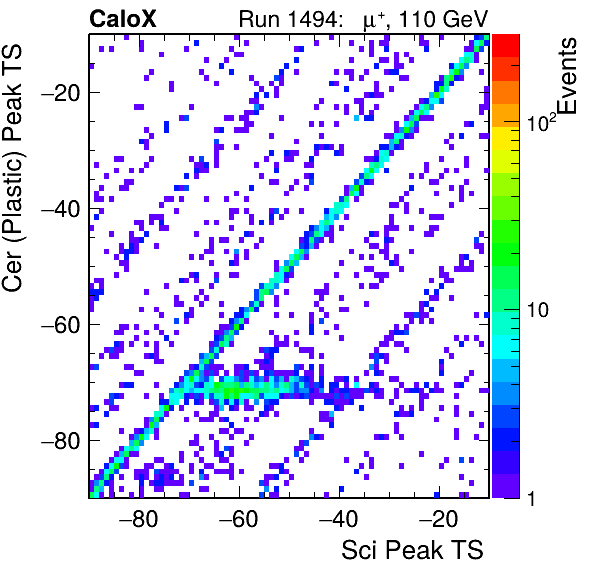 CaloX Run 1494: μ⁺, 110 GeV
Cer (Plastic) Peak TS
−20
−40
−60
−80
−80 −60 −40 −20
Sci Peak TS
Events
10²
10
1